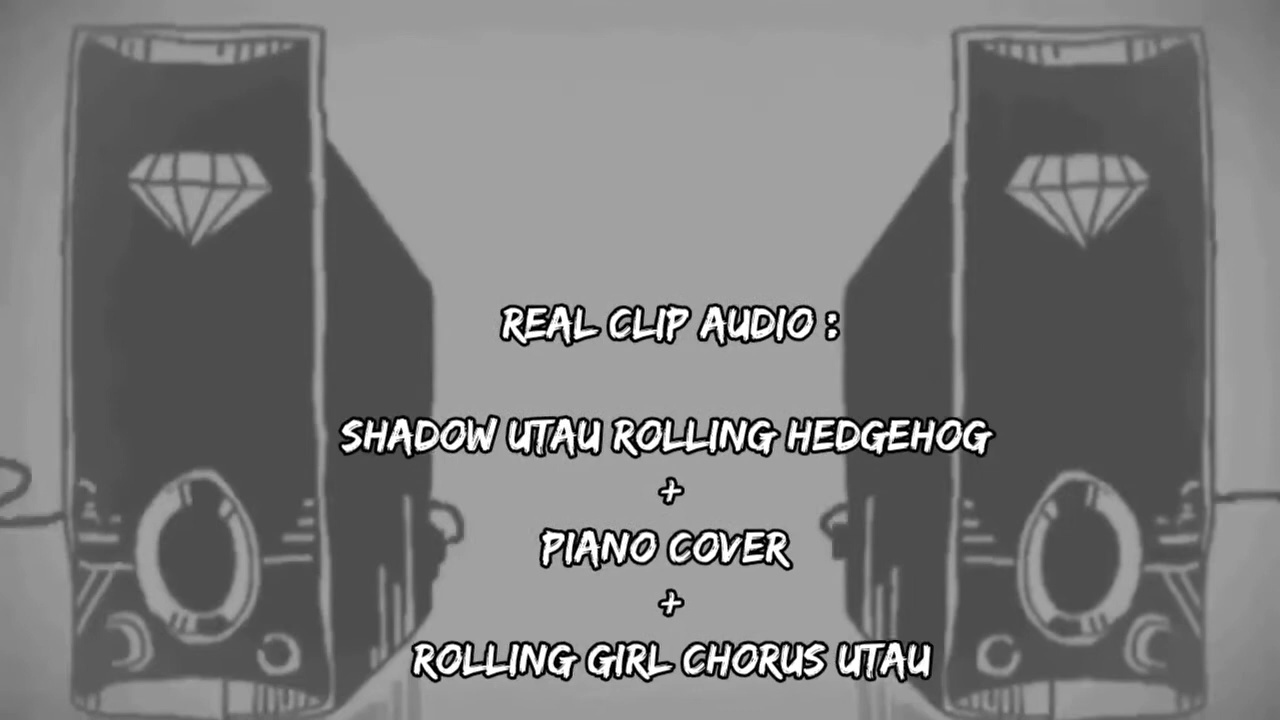 REAL CLIP AUDIO :
SHADOW UTAU ROLLING HEDGEHOG
+
PIANO COVER
+
ROLLING GIRL CHORUS UTAU